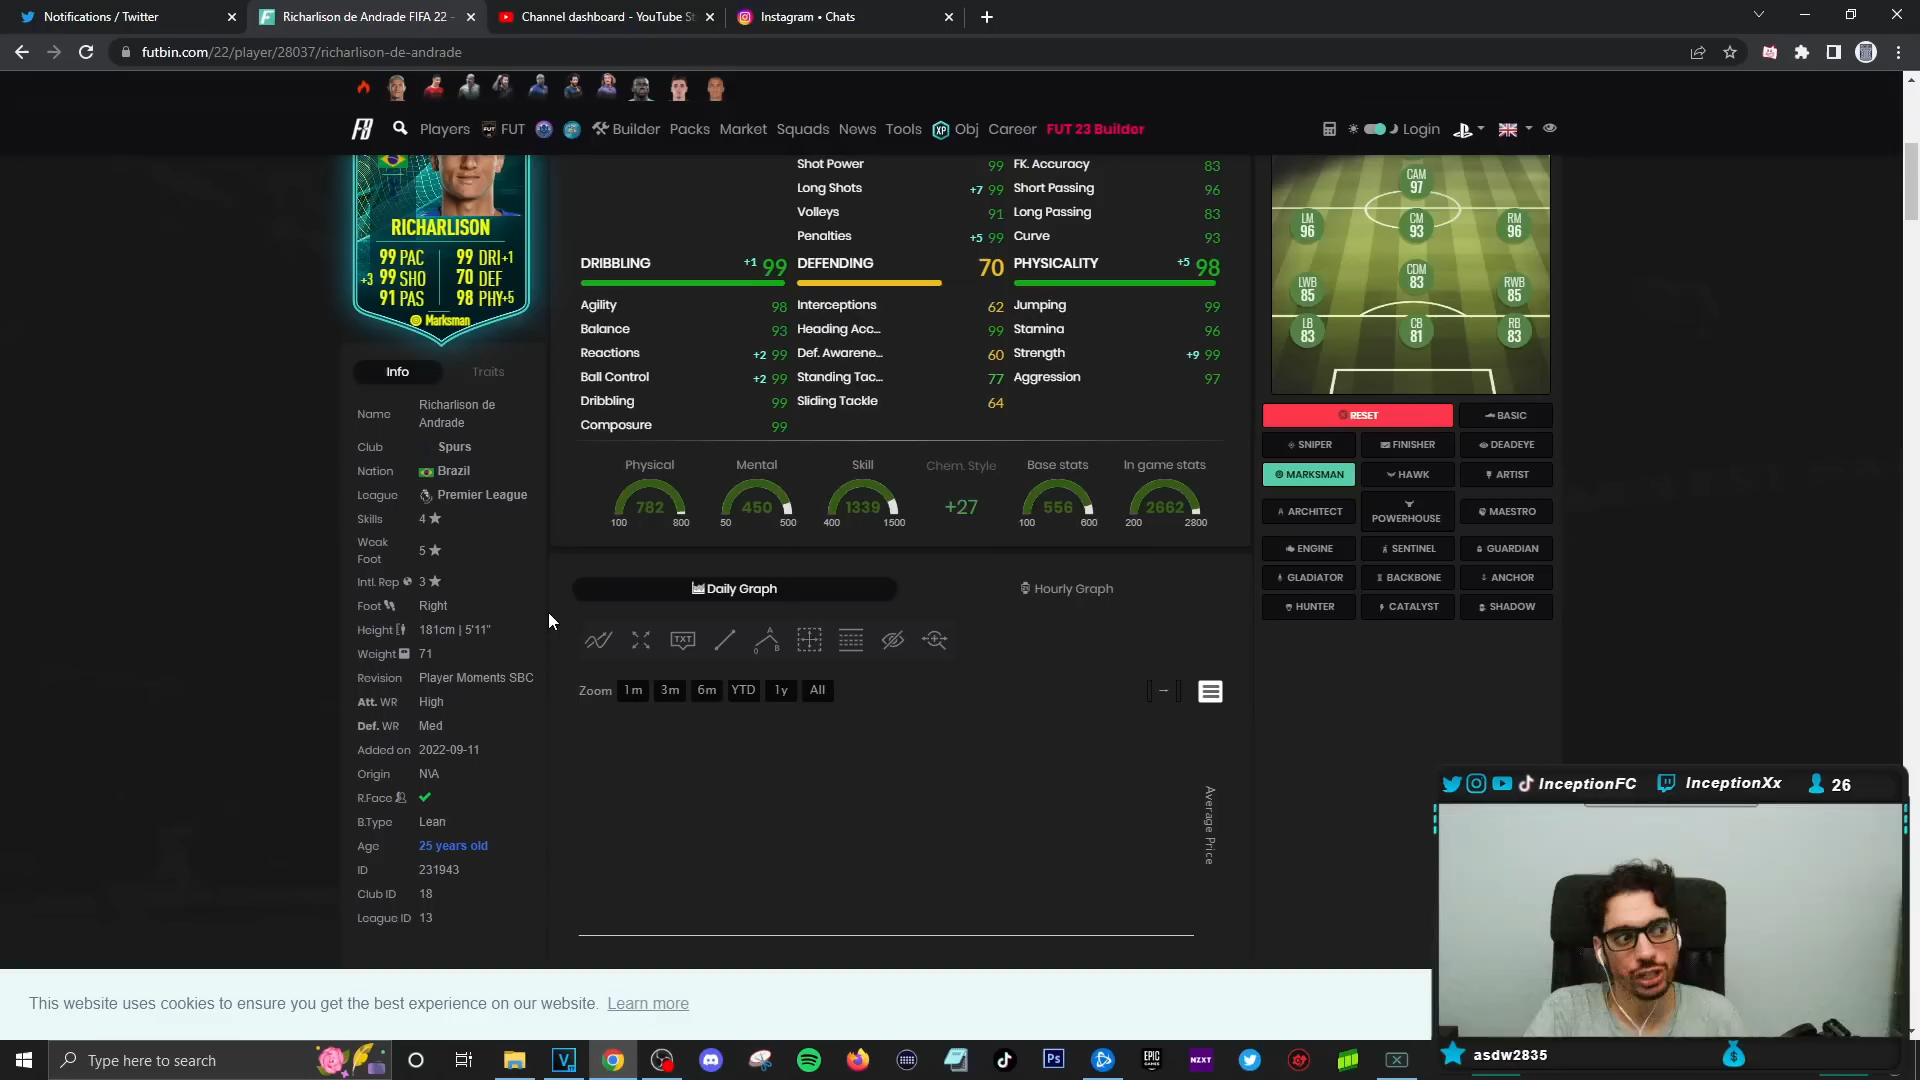 Notifications / Twitter
Richarlison de Andrade FIFA 22 -
Channel dashboard - YouTube St
Instagram • Chats
futbin.com/22/player/28037/richarlison-de-andrade
F8 Players FUT Builder Packs Market Squads News Tools XP Obj Career FUT 23 Builder Login
RICHARLISON
99 PAC 99 DRI+1
+3 99 SHO 70 DEF
91 PAS 98 PHY+5
Marksman
Info Traits
Name Richarlison de
Andrade
Club Spurs
Nation Brazil
League Premier League
Skills 4
Weak
Foot 5
Intl. Rep 3
Foot Right
Height 181cm | 5'11"
Weight 71
Revision Player Moments SBC
Att. WR High
Def. WR Med
Added on 2022-09-11
Origin N\A
R.Face
B.Type Lean
Age 25 years old
ID 231943
Club ID 18
League ID 13
Shot Power 99
Long Shots +7 99
Volleys 91
Penalties +5 99
FK. Accuracy 83
Short Passing 96
Long Passing 83
Curve 93
DRIBBLING +1 99
Agility 98
Balance 93
Reactions +2 99
Ball Control +2 99
Dribbling 99
Composure 99
DEFENDING 70
Interceptions 62
Heading Acc... 99
Def. Awarene... 60
Standing Tac... 77
Sliding Tackle 64
PHYSICALITY +5 98
Jumping 99
Stamina 96
Strength +9 99
Aggression 97
Physical Mental Skill Chem. Style Base stats In game stats
782 450 1339 +27 556 2662
100 800 50 500 400 1500 100 600 200 2800
Daily Graph Hourly Graph
TXT
Zoom 1m 3m 6m YTD 1y All →
Average Price
CAM
97
LM
96
CM
93
RM
96
LWB
85
CDM
83
RWB
85
LB
83
CB
81
RB
83
RESET BASIC
SNIPER FINISHER DEADEYE
MARKSMAN HAWK ARTIST
ARCHITECT POWERHOUSE MAESTRO
ENGINE SENTINEL GUARDIAN
GLADIATOR BACKBONE ANCHOR
HUNTER CATALYST SHADOW
InceptionFC InceptionXx 26
asdw2835
This website uses cookies to ensure you get the best experience on our website. Learn more
Type here to search
Ps
EPIC
GAMES
NZXT